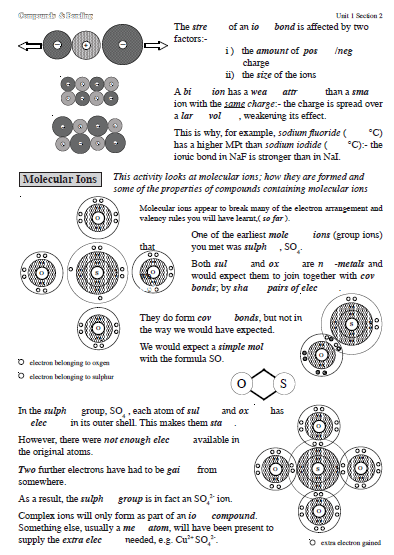 Compounds & Bonding
Unit 1 Section 2
The stre of an io bond is affected by two
factors:-
i) the amount of pos /neg
charge
ii) the size of the ions
A bi ion has a wea attr than a sma
ion with the same charge:- the charge is spread over
a lar vol , weakening its effect.
This is why, for example, sodium fluoride ( °C)
has a higher MPt than sodium iodide ( °C):- the
ionic bond in NaF is stronger than in NaI.
Molecular Ions
This activity looks at molecular ions; how they are formed and
some of the properties of compounds containing molecular ions
Molecular ions appear to break many of the electron arrangement and
valency rules you will have learnt,( so far ).
One of the earliest mole ions (group ions)
that you met was sulph , SO4.
Both sul and ox are n -metals and
we would expect them to join together with cov
bonds; by sha pairs of elec .
They do form cov bonds, but not in
the way we would have expected.
We would expect a simple mol
with the formula SO.
O S
electron belonging to oxgen
electron belonging to sulphur
In the sulph group, SO4 , each atom of sul and ox has
elec in its outer shell. This makes them sta .
However, there were not enough elec available in
the original atoms.
Two further electrons have had to be gai from
somewhere.
As a result, the sulph group is in fact an SO4 2- ion.
Complex ions will only form as part of an io compound.
Something else, usually a me atom, will have been present to
supply the extra elec needed, e.g. Cu2+ SO4 2-.
extra electron gained
O
O
S
O
O
S
O
O
O
S
O
O